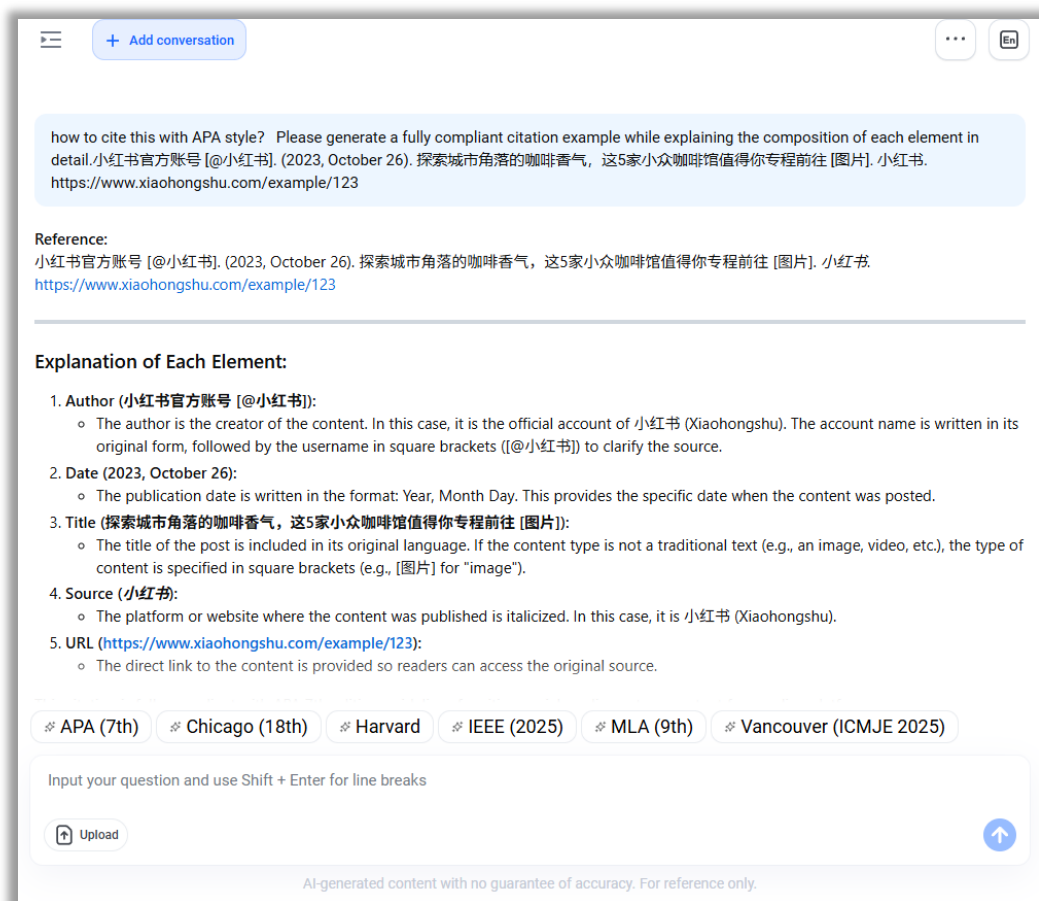 Add conversation
En
how to cite this with APA style? Please generate a fully compliant citation example while explaining the composition of each element in
detail.小红书官方账号 [@小红书]. (2023, October 26). 探索城市角落的咖啡香气，这5家小众咖啡馆值得你专程前往 [图片]. 小红书.
https://www.xiaohongshu.com/example/123
Reference:
小红书官方账号 [@小红书]. (2023, October 26). 探索城市角落的咖啡香气，这5家小众咖啡馆值得你专程前往 [图片]. 小红书.
https://www.xiaohongshu.com/example/123
Explanation of Each Element:
1. Author (小红书官方账号 [@小红书]):
The author is the creator of the content. In this case, it is the official account of 小红书 (Xiaohongshu). The account name is written in its
original form, followed by the username in square brackets ([@小红书]) to clarify the source.
2. Date (2023, October 26):
The publication date is written in the format: Year, Month Day. This provides the specific date when the content was posted.
3. Title (探索城市角落的咖啡香气，这5家小众咖啡馆值得你专程前往 [图片]):
The title of the post is included in its original language. If the content type is not a traditional text (e.g., an image, video, etc.), the type of
content is specified in square brackets (e.g., [图片] for "image").
4. Source (小红书):
The platform or website where the content was published is italicized. In this case, it is 小红书 (Xiaohongshu).
5. URL (https://www.xiaohongshu.com/example/123):
The direct link to the content is provided so readers can access the original source.
APA (7th) Chicago (18th) Harvard IEEE (2025) MLA (9th) Vancouver (ICMJE 2025)
Input your question and use Shift + Enter for line breaks
Upload
AI-generated content with no guarantee of accuracy. For reference only.